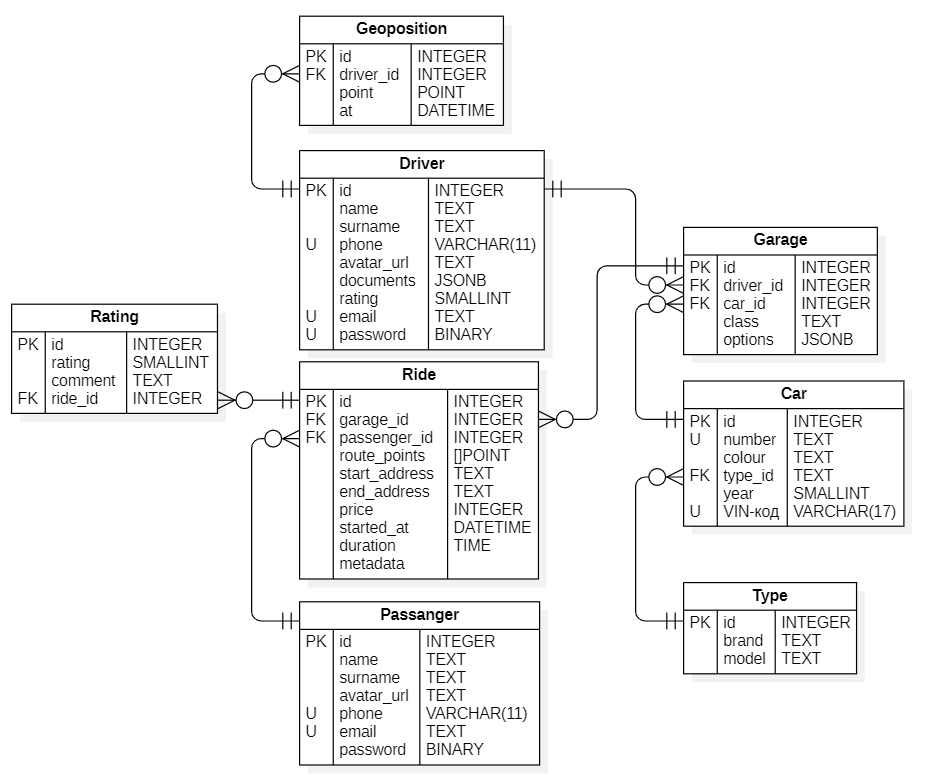 Geoposition
PK id INTEGER
FK driver_id INTEGER
point POINT
at DATETIME
Driver
PK id INTEGER
name TEXT
surname TEXT
U phone VARCHAR(11)
avatar_url TEXT
documents JSONB
rating SMALLINT
U email TEXT
U password BINARY
Garage
PK id INTEGER
FK driver_id INTEGER
FK car_id INTEGER
class TEXT
options JSONB
Rating
PK id INTEGER
rating SMALLINT
comment TEXT
FK ride_id INTEGER
Ride
PK id INTEGER
FK garage_id INTEGER
FK passenger_id INTEGER
route_points []POINT
start_address TEXT
end_address TEXT
price INTEGER
started_at DATETIME
duration TIME
metadata
Car
PK id INTEGER
U number TEXT
colour TEXT
FK type_id TEXT
year SMALLINT
U VIN-код VARCHAR(17)
Type
PK id INTEGER
brand TEXT
model TEXT
Passanger
PK id INTEGER
name TEXT
surname TEXT
avatar_url TEXT
U phone VARCHAR(11)
U email TEXT
password BINARY